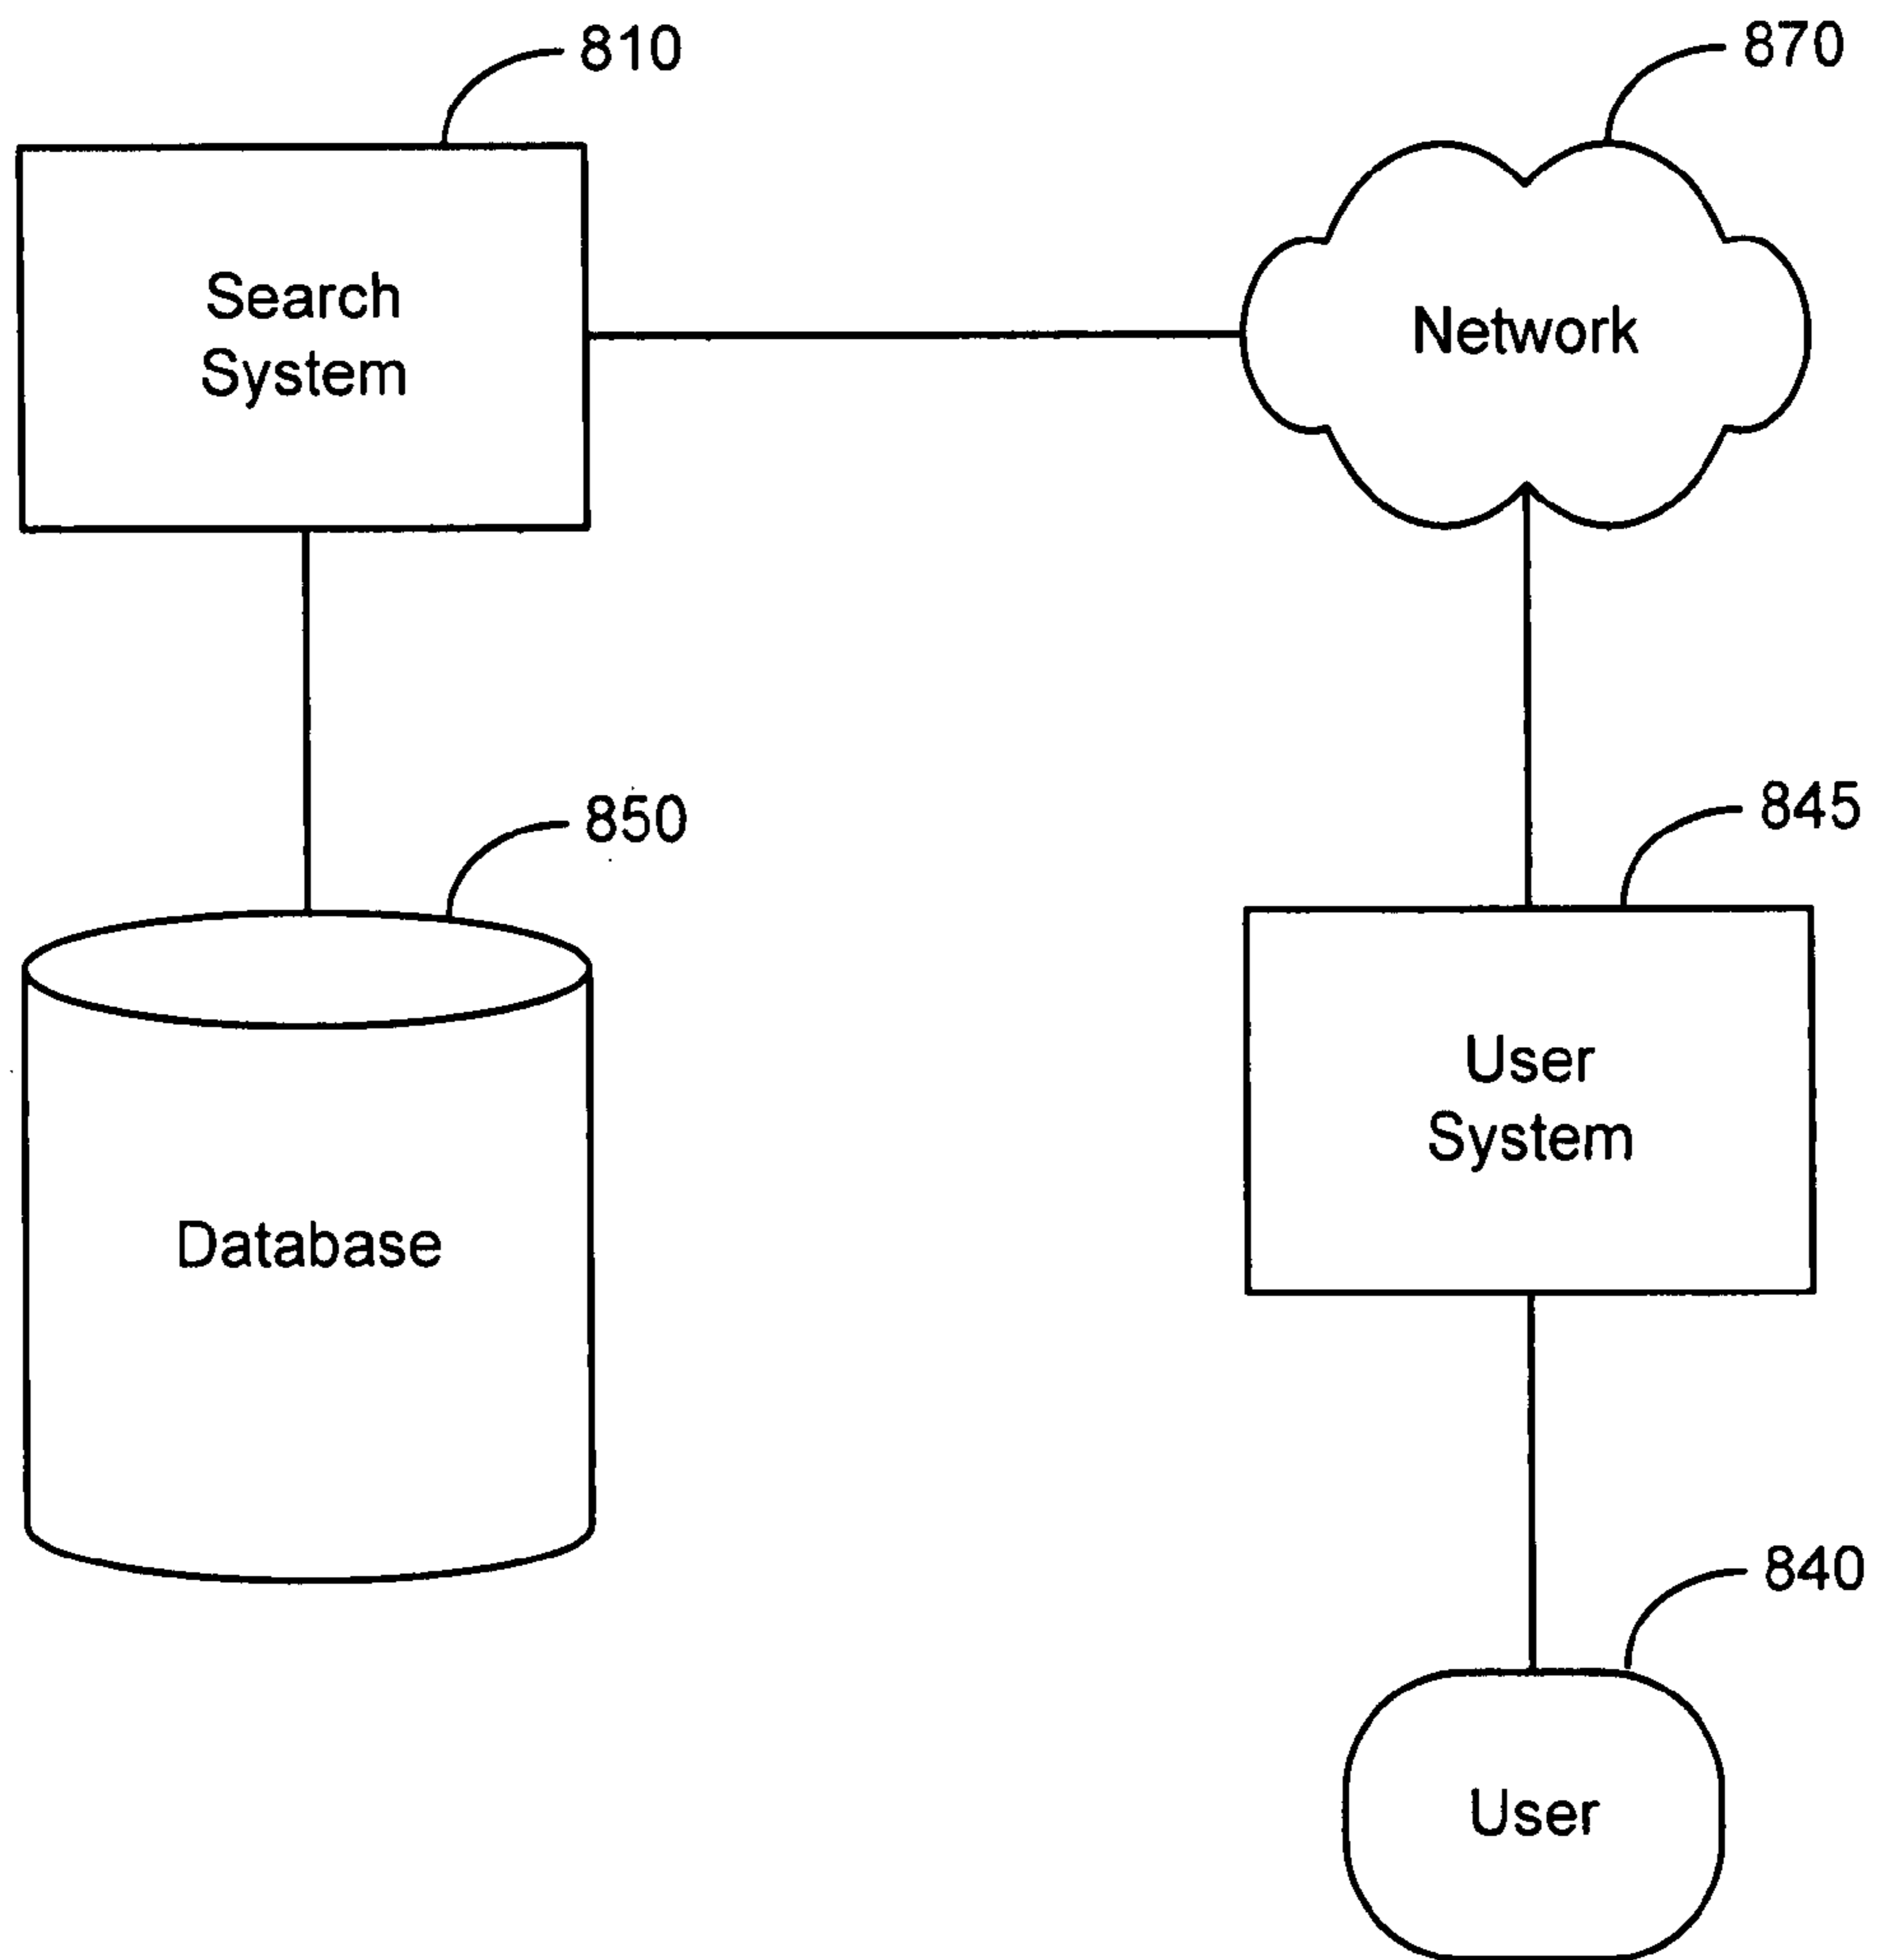 810
870
Search
System
Network
850
845
User
System
Database
840
User